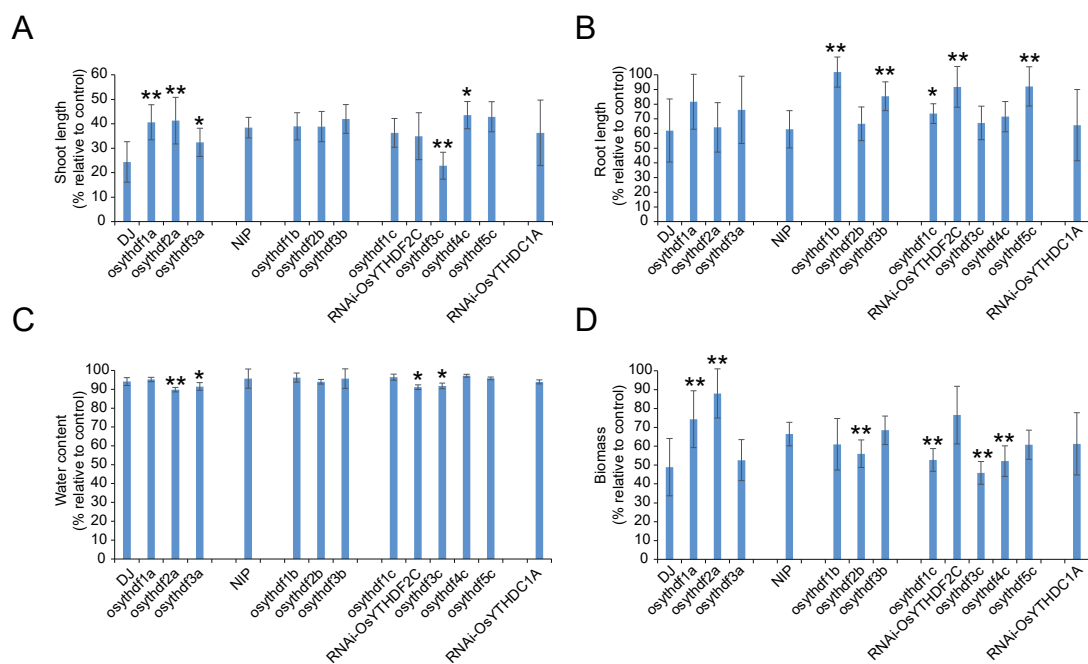 A
Shoot length
(% relative to control)
60
50
40
30
20
10
0
**
**
*
**
*
DJ
osythdf1a
osythdf2a
osythdf3a
NIP
osythdf1b
osythdf2b
osythdf3b
osythdf1c
RNAi-OsYTHDF2C
osythdf3c
osythdf4c
osythdf5c
RNAi-OsYTHDC1A
B
Root length
(% relative to control)
120
100
80
60
40
20
0
**
**
*
**
**
DJ
osythdf1a
osythdf2a
osythdf3a
NIP
osythdf1b
osythdf2b
osythdf3b
osythdf1c
RNAi-OsYTHDF2C
osythdf3c
osythdf4c
osythdf5c
RNAi-OsYTHDC1A
C
Water content
(% relative to control)
100
90
80
70
60
50
40
30
20
10
0
**
*
*
*
DJ
osythdf1a
osythdf2a
osythdf3a
NIP
osythdf1b
osythdf2b
osythdf3b
osythdf1c
RNAi-OsYTHDF2C
osythdf3c
osythdf4c
osythdf5c
RNAi-OsYTHDC1A
D
Biomass
(% relative to control)
100
90
80
70
60
50
40
30
20
10
0
**
**
**
**
**
**
DJ
osythdf1a
osythdf2a
osythdf3a
NIP
osythdf1b
osythdf2b
osythdf3b
osythdf1c
RNAi-OsYTHDF2C
osythdf3c
osythdf4c
osythdf5c
RNAi-OsYTHDC1A